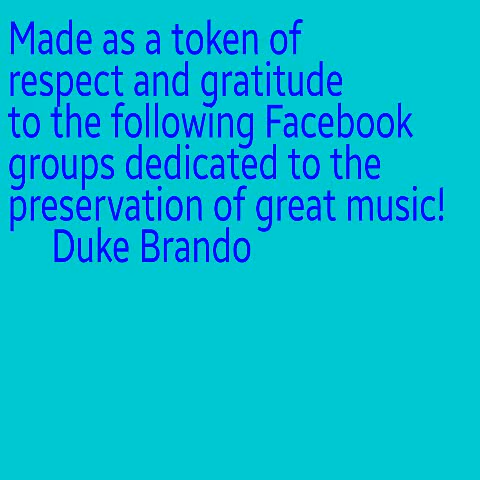 Made as a token of
respect and gratitude
to the following Facebook
groups dedicated to the
preservation of great music!
Duke Brando